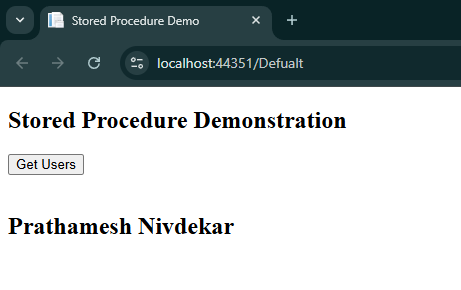 Stored Procedure Demo
localhost:44351/Defualt
Stored Procedure Demonstration
Get Users
Prathamesh Nivdekar